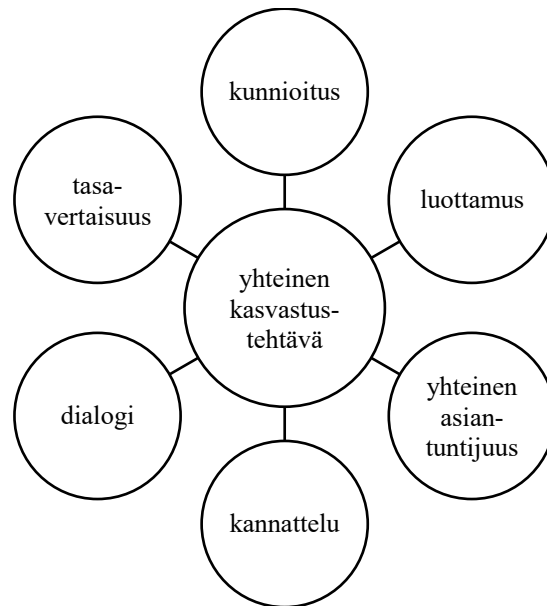 kunnioitus
tasa-
vertaisuus
luottamus
yhteinen
kasvastus-
tehtävä
dialogi
yhteinen
asian-
tuntijuus
kannattelu